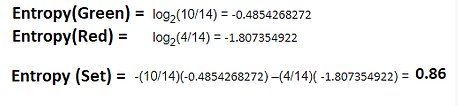 Entropy(Green) = log₂(10/14) = -0.4854268272
Entropy(Red) = log₂(4/14) = -1.807354922
Entropy (Set) = -(10/14)(-0.4854268272) –(4/14)( -1.807354922) = 0.86